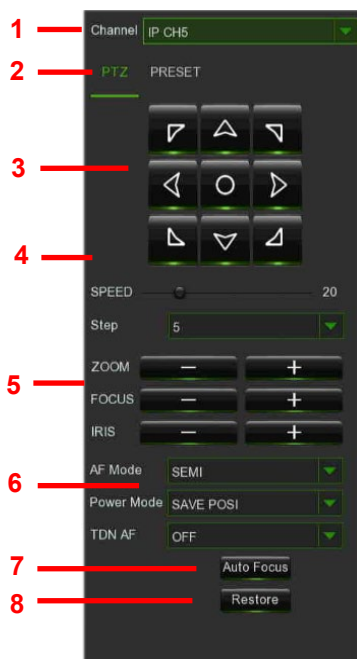 1 Channel IP CH5
2 PTZ PRESET
3
4
SPEED 20
Step 5
5 ZOOM − +
FOCUS − +
IRIS − +
AF Mode SEMI
6
Power Mode SAVE POSI
TDN AF OFF
7 Auto Focus
8 Restore